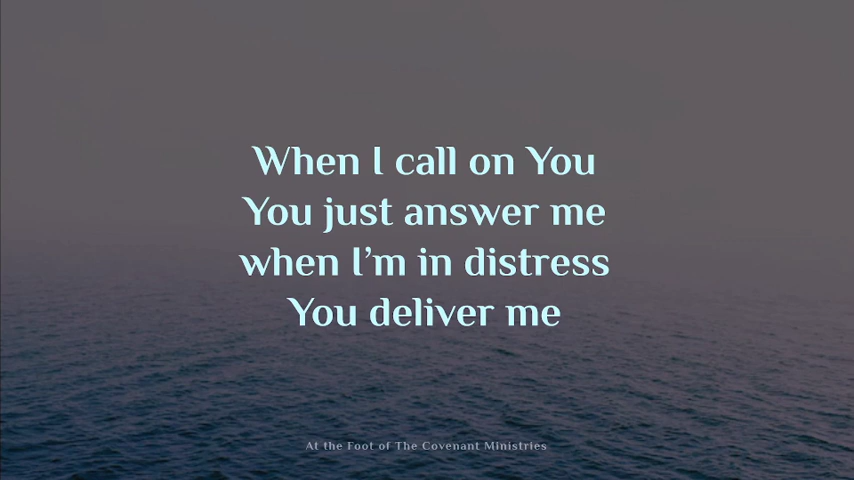 When I call on You
You just answer me
when I’m in distress
You deliver me
At the Foot of The Covenant Ministries